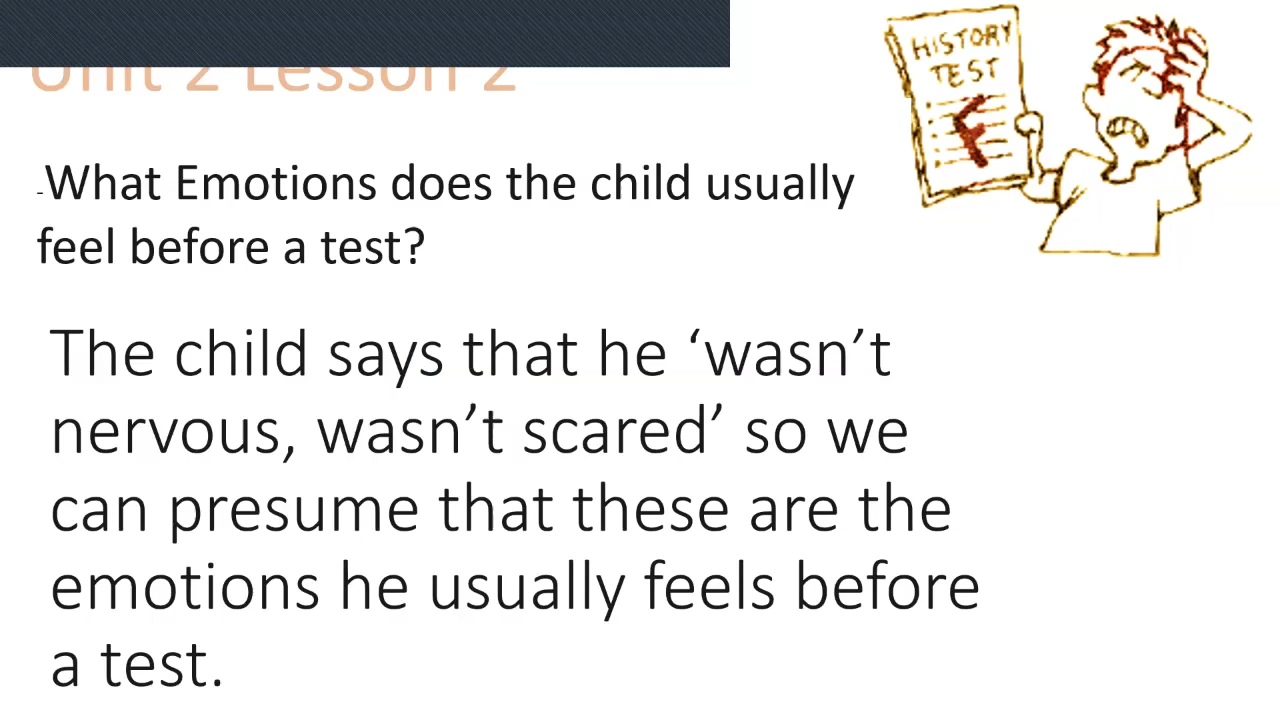 Unit 2 Lesson 2
HISTORY
TEST
F
-What Emotions does the child usually
feel before a test?
The child says that he ‘wasn’t
nervous, wasn’t scared’ so we
can presume that these are the
emotions he usually feels before
a test.